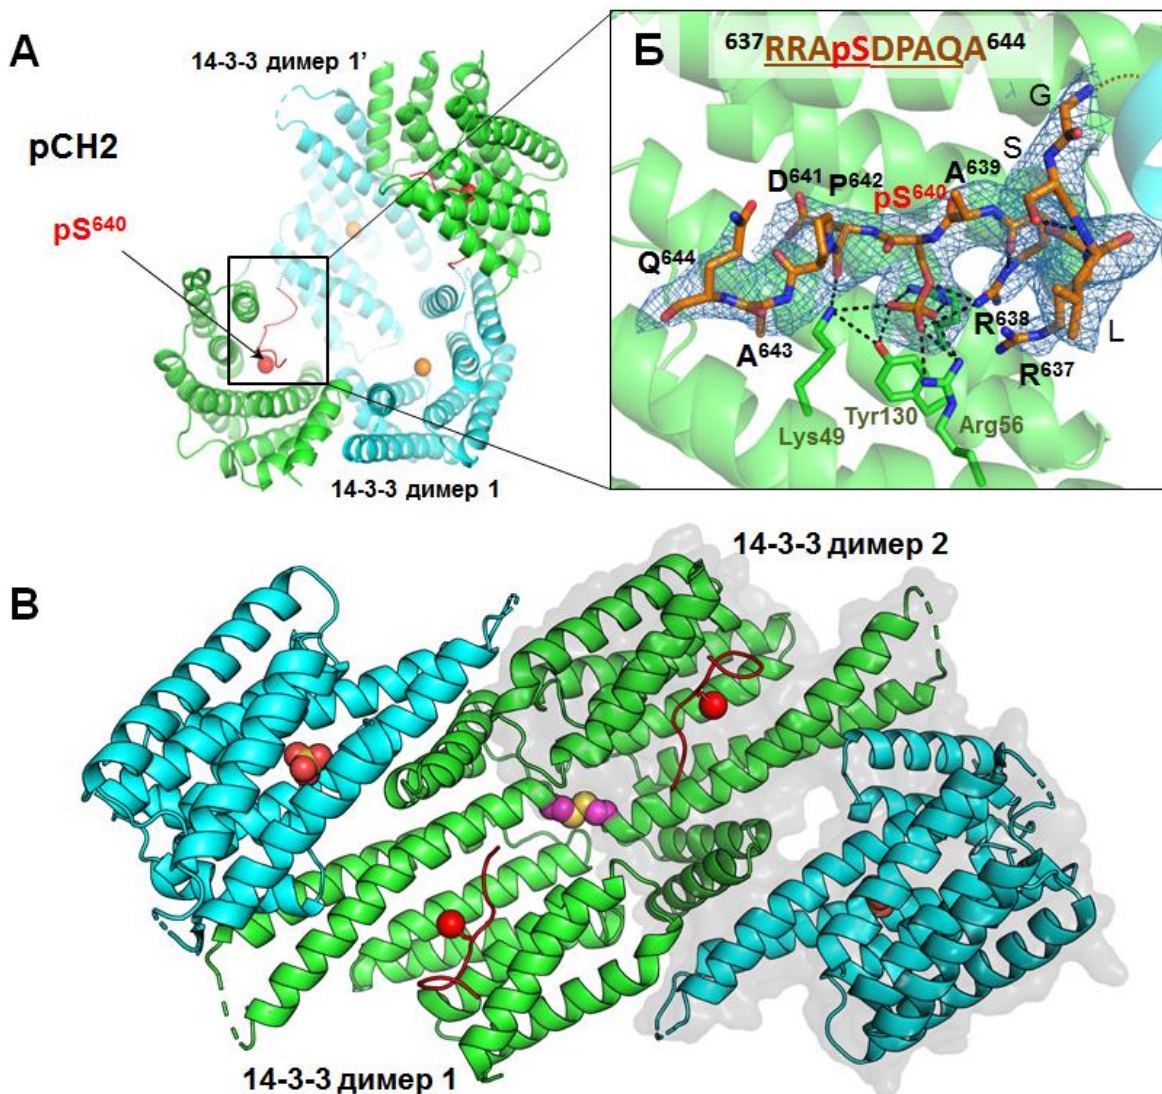 А
14-3-3 димер 1’
pCH2
pS⁶⁴⁰
14-3-3 димер 1
Б
⁶³⁷RRApSDPAQA⁶⁴⁴
G
S
A⁶³⁹
D⁶⁴¹
P⁶⁴²
pS⁶⁴⁰
Q⁶⁴⁴
R⁶³⁸
L
A⁶⁴³
R⁶³⁷
Tyr130
Lys49
Arg56
14-3-3 димер 2
В
14-3-3 димер 1